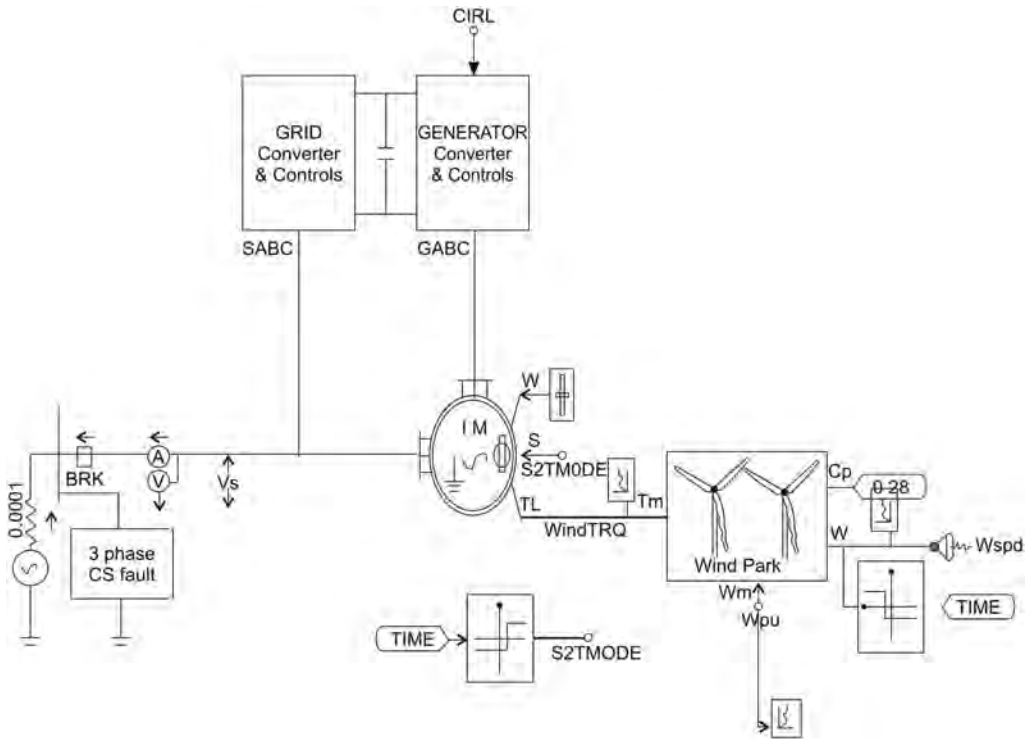 CIRL
GRID
Converter
& Controls
GENERATOR
Converter
& Controls
SABC
GABC
W
I M
S
S2TM0DE
TL
Tm
WindTRQ
Cp
0.28
W
Wspd
Wind Park
Wm
Wpu
TIME
BRK
A
V
Vs
0.0001
3 phase
CS fault
TIME
S2TMODE